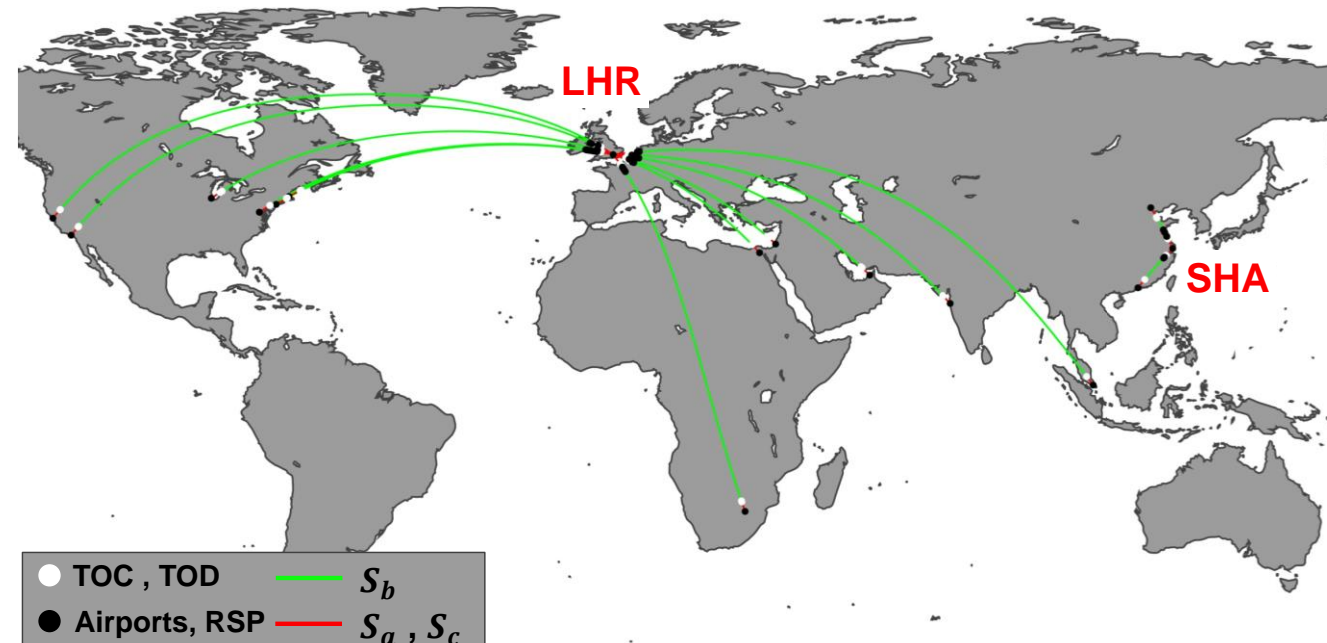 LHR
SHA
TOC , TOD
S_b
Airports, RSP
S_a , S_c